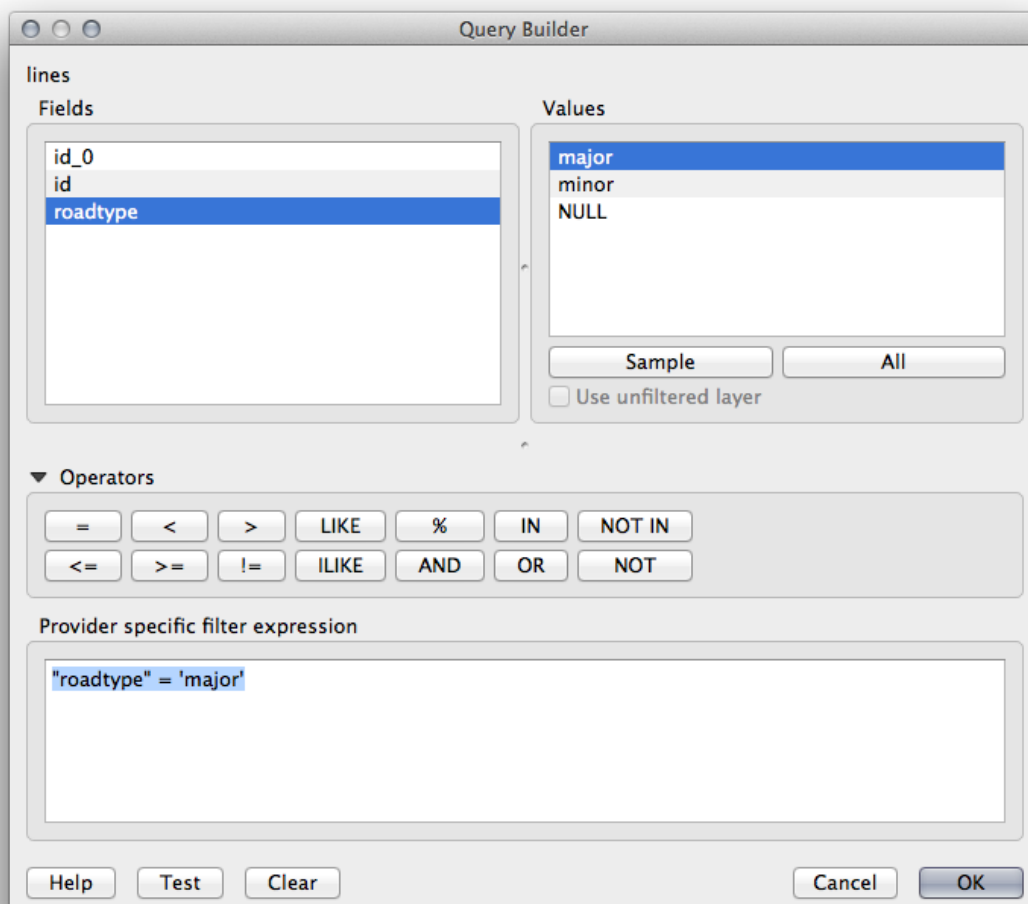 Query Builder
lines
Fields
id_0
id
roadtype
Values
major
minor
NULL
Sample All
Use unfiltered layer
Operators
= < > LIKE % IN NOT IN
<= >= != ILIKE AND OR NOT
Provider specific filter expression
"roadtype" = 'major'
Help Test Clear Cancel OK